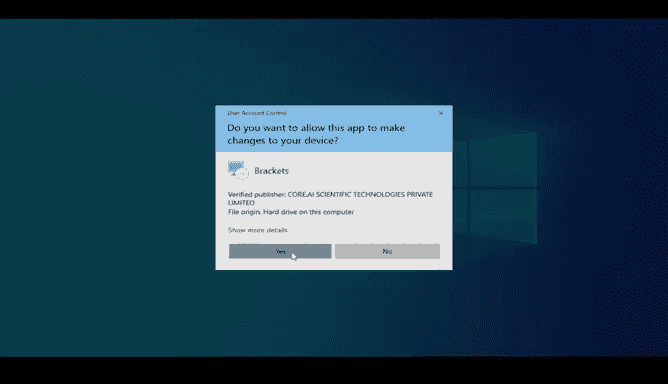 User Account Control
Do you want to allow this app to make
changes to your device?
Brackets
Verified publisher: CORE.AI SCIENTIFIC TECHNOLOGIES PRIVATE
LIMITED
File origin: Hard drive on this computer
Show more details
Yes
No